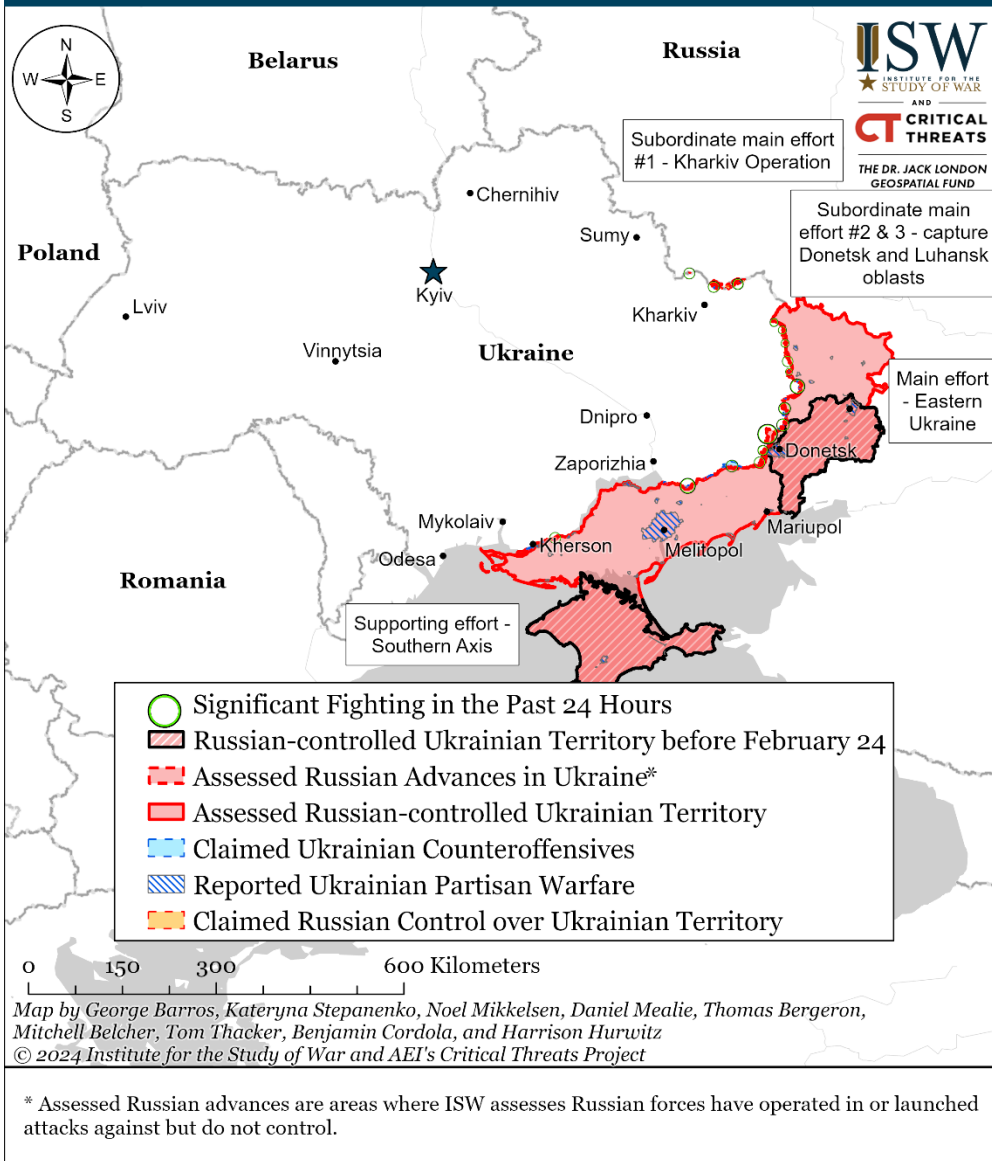 N
W
E
S
Belarus
Russia
ISW
INSTITUTE FOR THE
STUDY OF WAR
AND
CT CRITICAL
THREATS
THE DR. JACK LONDON
GEOSPATIAL FUND
Subordinate main effort
#1 - Kharkiv Operation
Subordinate main
effort #2 & 3 - capture
Donetsk and Luhansk
oblasts
Chernihiv
Sumy
Poland
Kyiv
Lviv
Kharkiv
Vinnytsia
Ukraine
Main effort
- Eastern
Ukraine
Dnipro
Donetsk
Zaporizhia
Mykolaiv
Mariupol
Kherson
Melitopol
Odesa
Romania
Supporting effort -
Southern Axis
Significant Fighting in the Past 24 Hours
Russian-controlled Ukrainian Territory before February 24
Assessed Russian Advances in Ukraine*
Assessed Russian-controlled Ukrainian Territory
Claimed Ukrainian Counteroffensives
Reported Ukrainian Partisan Warfare
Claimed Russian Control over Ukrainian Territory
0 150 300 600 Kilometers
Map by George Barros, Kateryna Stepanenko, Noel Mikkelsen, Daniel Mealie, Thomas Bergeron,
Mitchell Belcher, Tom Thacker, Benjamin Cordola, and Harrison Hurwitz
© 2024 Institute for the Study of War and AEI's Critical Threats Project
* Assessed Russian advances are areas where ISW assesses Russian forces have operated in or launched
attacks against but do not control.